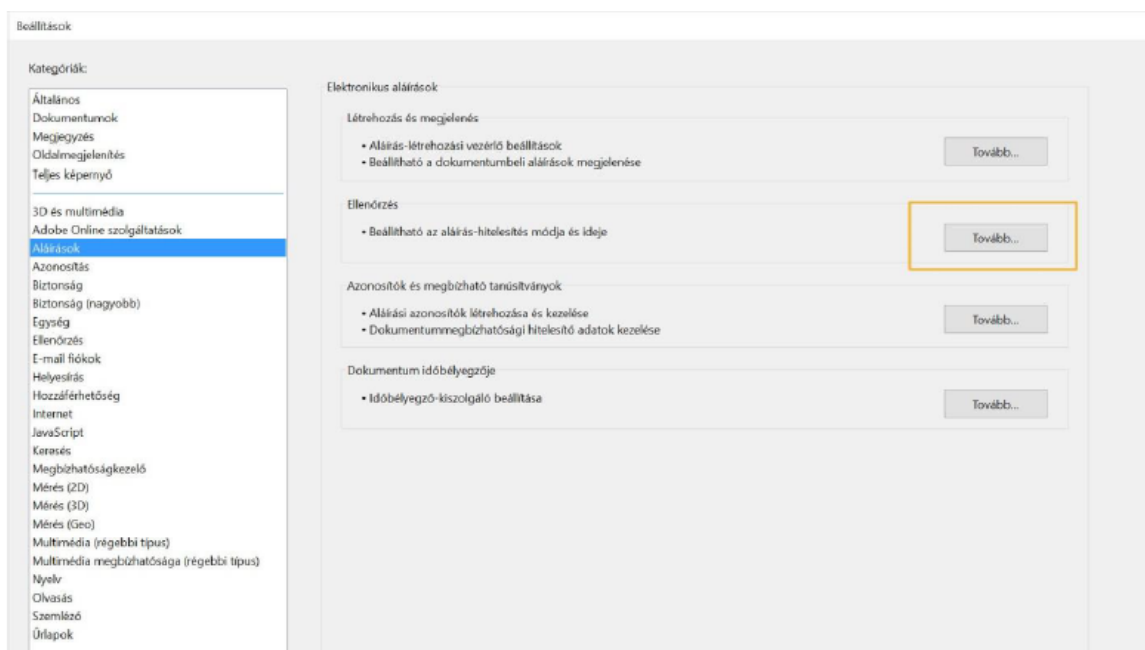 Beállítások
Kategóriák:
Általános
Dokumentumok
Megjegyzés
Oldalmegjelenítés
Teljes képernyő
3D és multimédia
Adobe Online szolgáltatások
Aláírások
Azonosítás
Biztonság
Biztonság (nagyobb)
Egység
Ellenőrzés
E-mail fiókok
Helyesírás
Hozzáférhetőség
Internet
JavaScript
Keresés
Megbízhatóságkezelő
Mérés (2D)
Mérés (3D)
Mérés (Geo)
Multimédia (régebbi típus)
Multimédia megbízhatósága (régebbi típus)
Nyelv
Olvasás
Szemléző
Űrlapok
Elektronikus aláírások
Létrehozás és megjelenés
• Aláírás-létrehozási vezérlő beállítások
• Beállítható a dokumentumbeli aláírások megjelenése
Tovább...
Ellenőrzés
• Beállítható az aláírás-hitelesítés módja és ideje
Tovább...
Azonosítók és megbízható tanúsítványok
• Aláírási azonosítók létrehozása és kezelése
• Dokumentummegbízhatósági hitelesítő adatok kezelése
Tovább...
Dokumentum időbélyegzője
• Időbélyegző-kiszolgáló beállítása
Tovább...